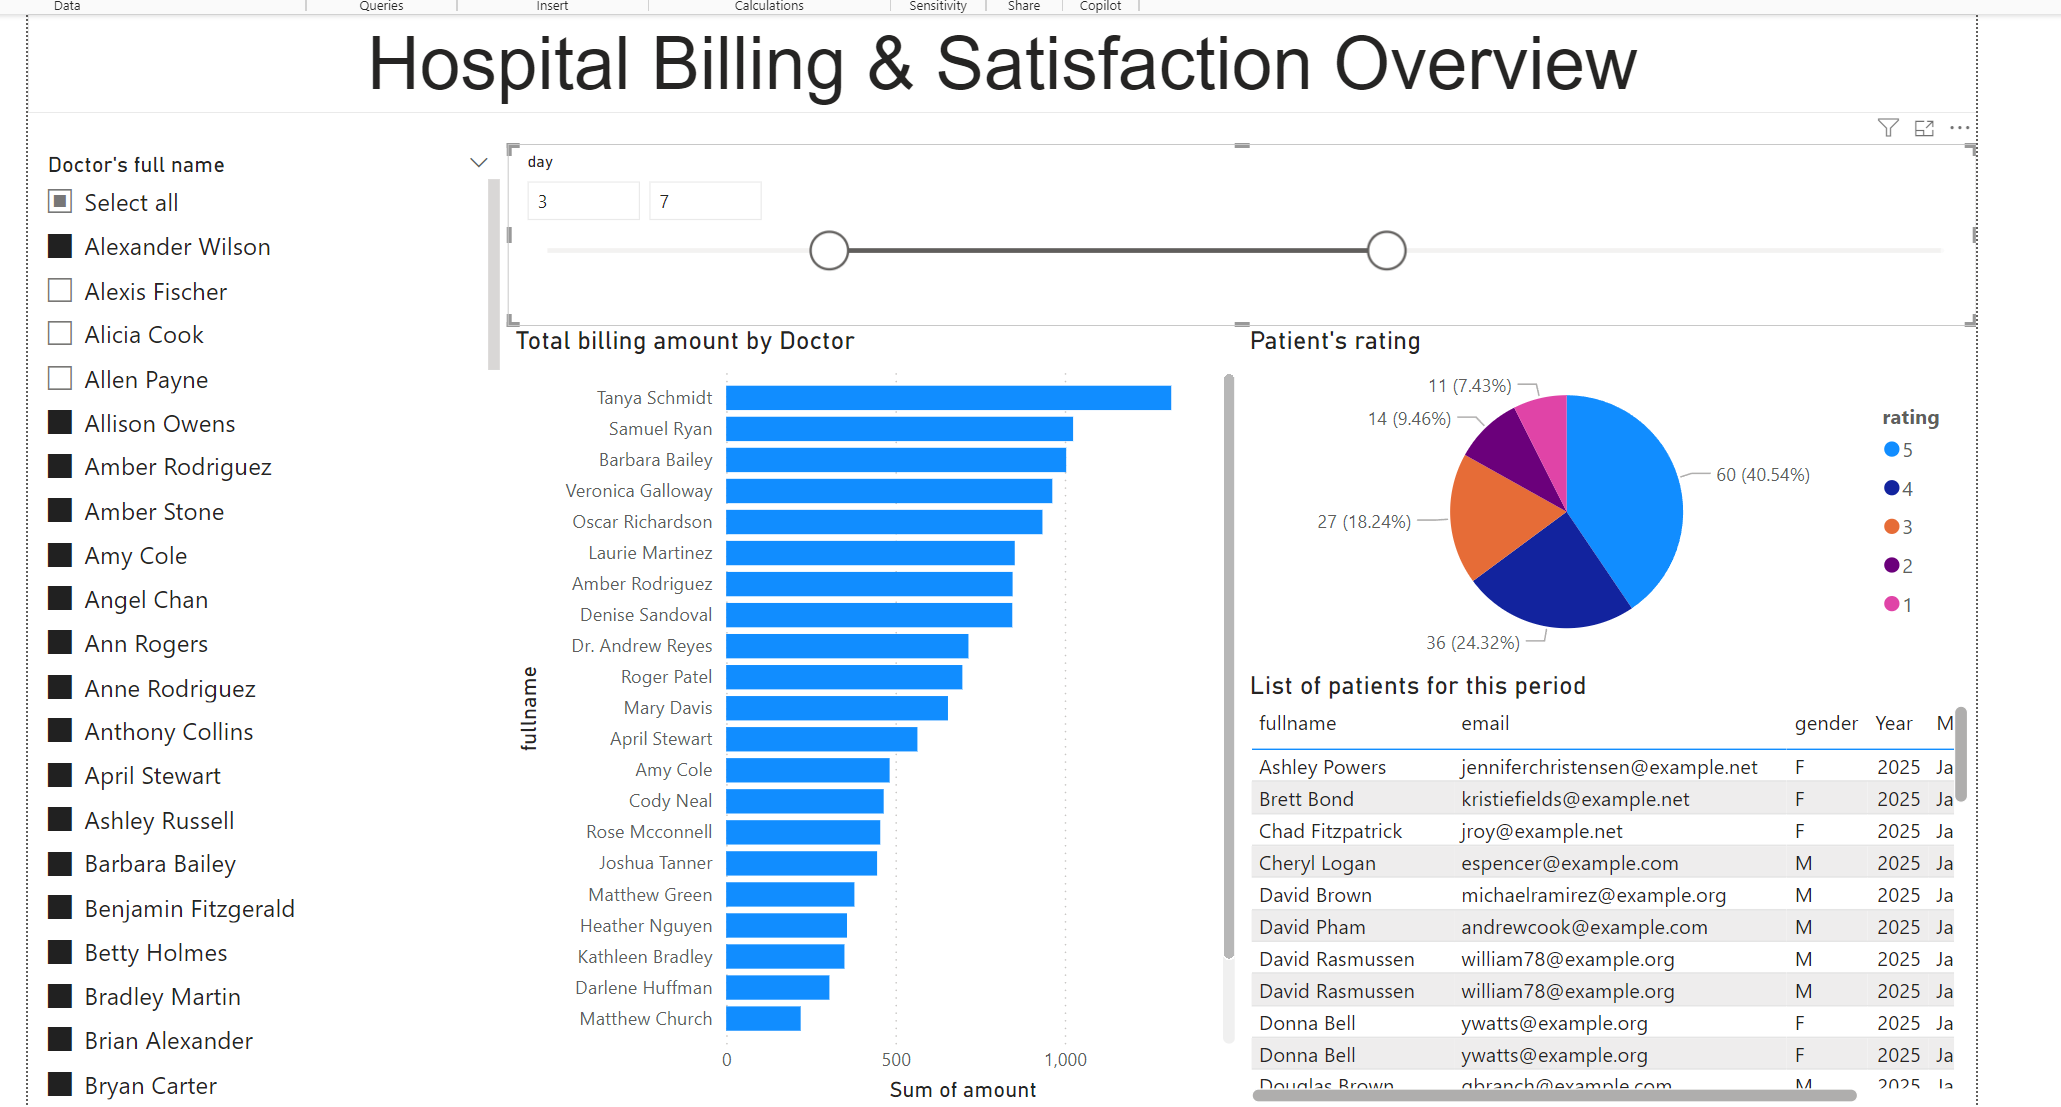 Data Queries Insert Calculations Sensitivity Share Copilot
Hospital Billing & Satisfaction Overview
Doctor's full name
Select all
Alexander Wilson
Alexis Fischer
Alicia Cook
Allen Payne
Allison Owens
Amber Rodriguez
Amber Stone
Amy Cole
Angel Chan
Ann Rogers
Anne Rodriguez
Anthony Collins
April Stewart
Ashley Russell
Barbara Bailey
Benjamin Fitzgerald
Betty Holmes
Bradley Martin
Brian Alexander
Bryan Carter
day
3 7
Total billing amount by Doctor
fullname
Tanya Schmidt
Samuel Ryan
Barbara Bailey
Veronica Galloway
Oscar Richardson
Laurie Martinez
Amber Rodriguez
Denise Sandoval
Dr. Andrew Reyes
Roger Patel
Mary Davis
April Stewart
Amy Cole
Cody Neal
Rose Mcconnell
Joshua Tanner
Matthew Green
Heather Nguyen
Kathleen Bradley
Darlene Huffman
Matthew Church
0 500 1,000
Sum of amount
Patient's rating
11 (7.43%)
14 (9.46%)
27 (18.24%)
36 (24.32%)
60 (40.54%)
rating
5
4
3
2
1
List of patients for this period
fullname email gender Year M
Ashley Powers jenniferchristensen@example.net F 2025 Ja
Brett Bond kristiefields@example.net F 2025 Ja
Chad Fitzpatrick jroy@example.net F 2025 Ja
Cheryl Logan espencer@example.com M 2025 Ja
David Brown michaelramirez@example.org M 2025 Ja
David Pham andrewcook@example.com M 2025 Ja
David Rasmussen william78@example.org M 2025 Ja
David Rasmussen william78@example.org M 2025 Ja
Donna Bell ywatts@example.org F 2025 Ja
Donna Bell ywatts@example.org F 2025 Ja
Douglas Brown gbranch@example.com M 2025 Ja